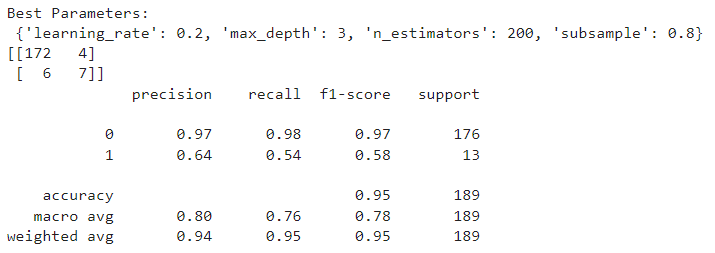 Best Parameters:
 {'learning_rate': 0.2, 'max_depth': 3, 'n_estimators': 200, 'subsample': 0.8}
[[172   4]
 [  6   7]]
              precision    recall  f1-score   support

           0       0.97      0.98      0.97       176
           1       0.64      0.54      0.58        13

    accuracy                           0.95       189
   macro avg       0.80      0.76      0.78       189
weighted avg       0.94      0.95      0.95       189